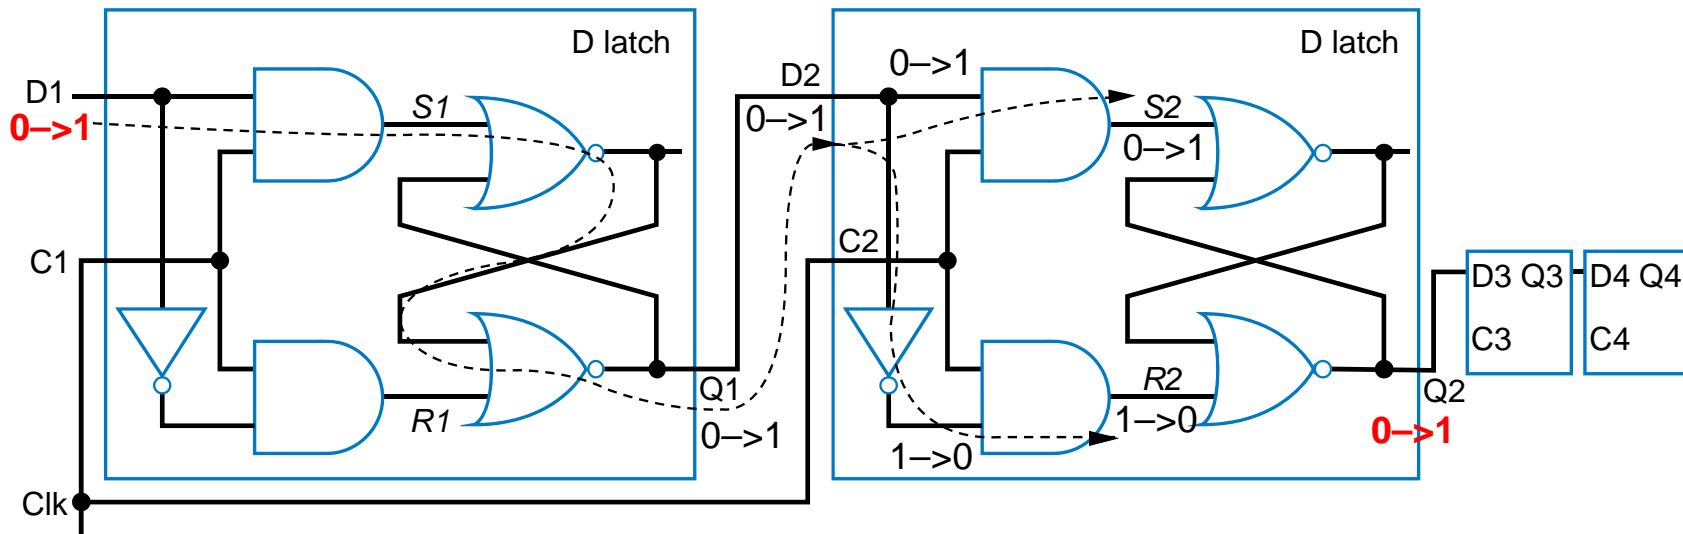 D latch
D1
0–>1
S1
C1
R1
Q1
0–>1
Clk
D2
0–>1
D latch
0–>1
S2
0–>1
C2
R2
1–>0
1–>0
Q2
0–>1
D3 Q3
C3
D4 Q4
C4